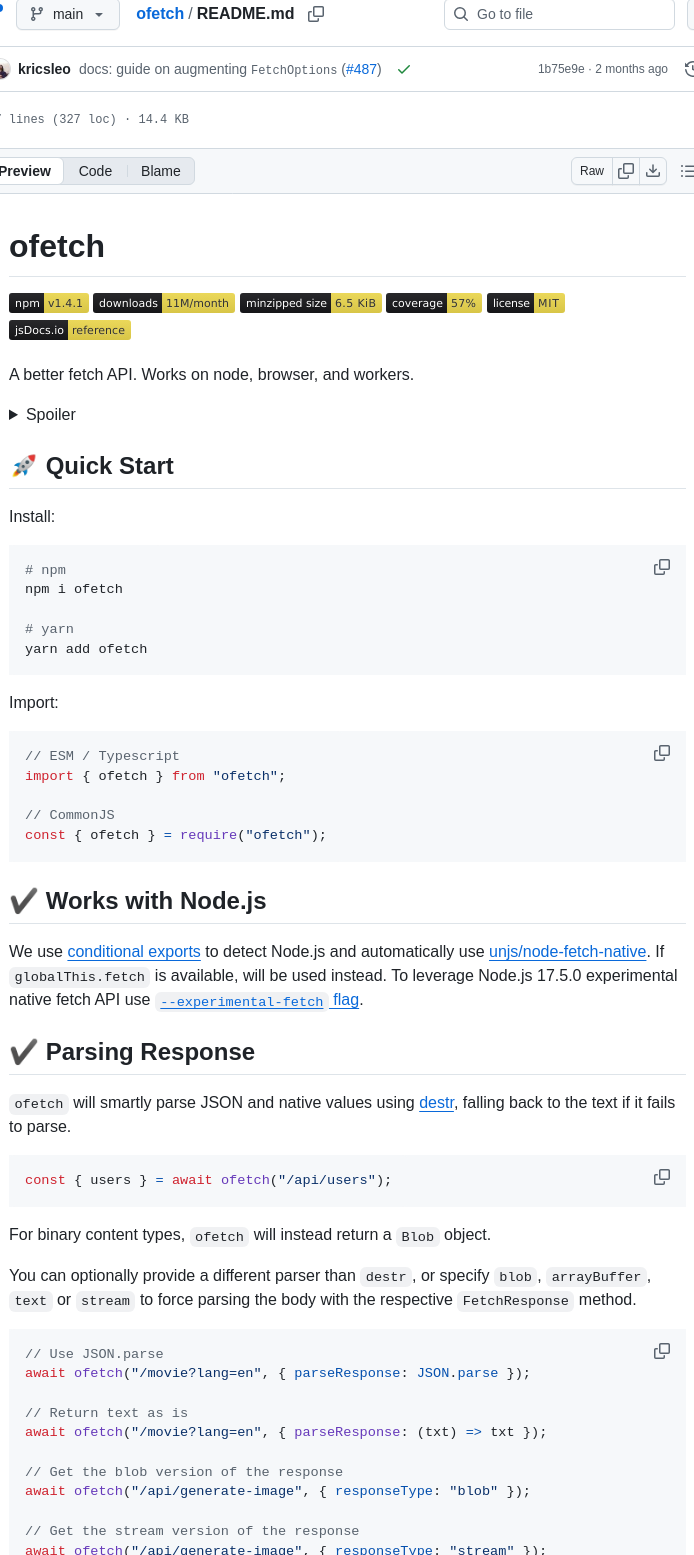 main
ofetch / README.md
Go to file
kricsleo docs: guide on augmenting FetchOptions (#487)
1b75e9e · 2 months ago
lines (327 loc) · 14.4 KB
Preview
Code
Blame
Raw
ofetch
npm v1.4.1 downloads 11M/month minzipped size 6.5 KiB coverage 57% license MIT
jsDocs.io reference
A better fetch API. Works on node, browser, and workers.
Spoiler
🚀 Quick Start
Install:
# npm
npm i ofetch
# yarn
yarn add ofetch
Import:
// ESM / Typescript
import { ofetch } from "ofetch";
// CommonJS
const { ofetch } = require("ofetch");
✔️ Works with Node.js
We use conditional exports to detect Node.js and automatically use unjs/node-fetch-native. If
globalThis.fetch is available, will be used instead. To leverage Node.js 17.5.0 experimental
native fetch API use --experimental-fetch flag.
✔️ Parsing Response
ofetch will smartly parse JSON and native values using destr, falling back to the text if it fails
to parse.
const { users } = await ofetch("/api/users");
For binary content types, ofetch will instead return a Blob object.
You can optionally provide a different parser than destr, or specify blob, arrayBuffer,
text or stream to force parsing the body with the respective FetchResponse method.
// Use JSON.parse
await ofetch("/movie?lang=en", { parseResponse: JSON.parse });
// Return text as is
await ofetch("/movie?lang=en", { parseResponse: (txt) => txt });
// Get the blob version of the response
await ofetch("/api/generate-image", { responseType: "blob" });
// Get the stream version of the response
await ofetch("/api/generate-image", { responseType: "stream" });